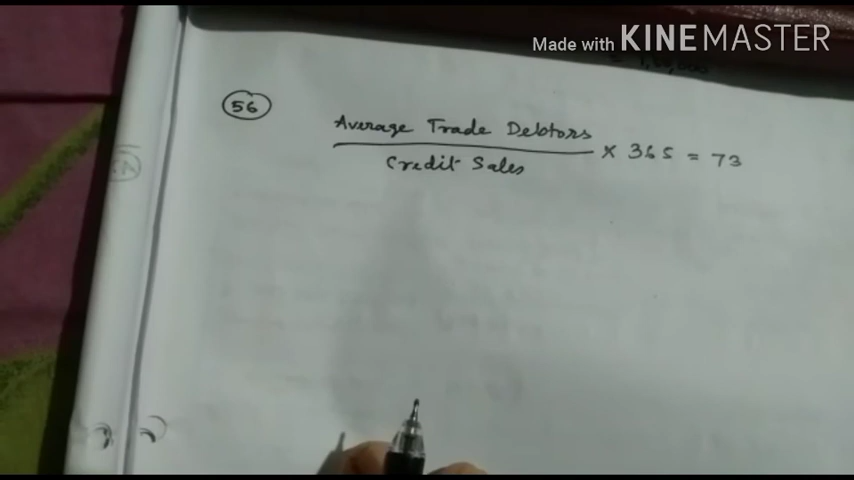 Made with KINEMASTER
56
Average Trade Debtors
Credit Sales
× 365 = 73